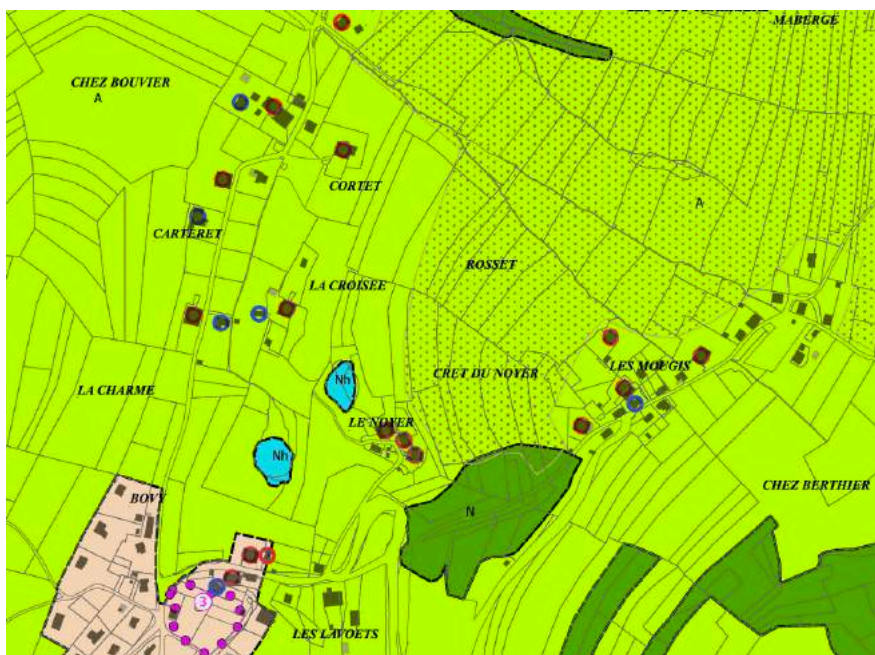 MABERGE
CHEZ BOUVIER
A
CORTET
A
CARTERET
ROSSET
LA CROISEE
LES MOUGIS
CRET DU NOYER
Nh
LA CHARME
LE NOYER
Nh
CHEZ BERTHIER
BOVY
N
3
LES LAVOETS